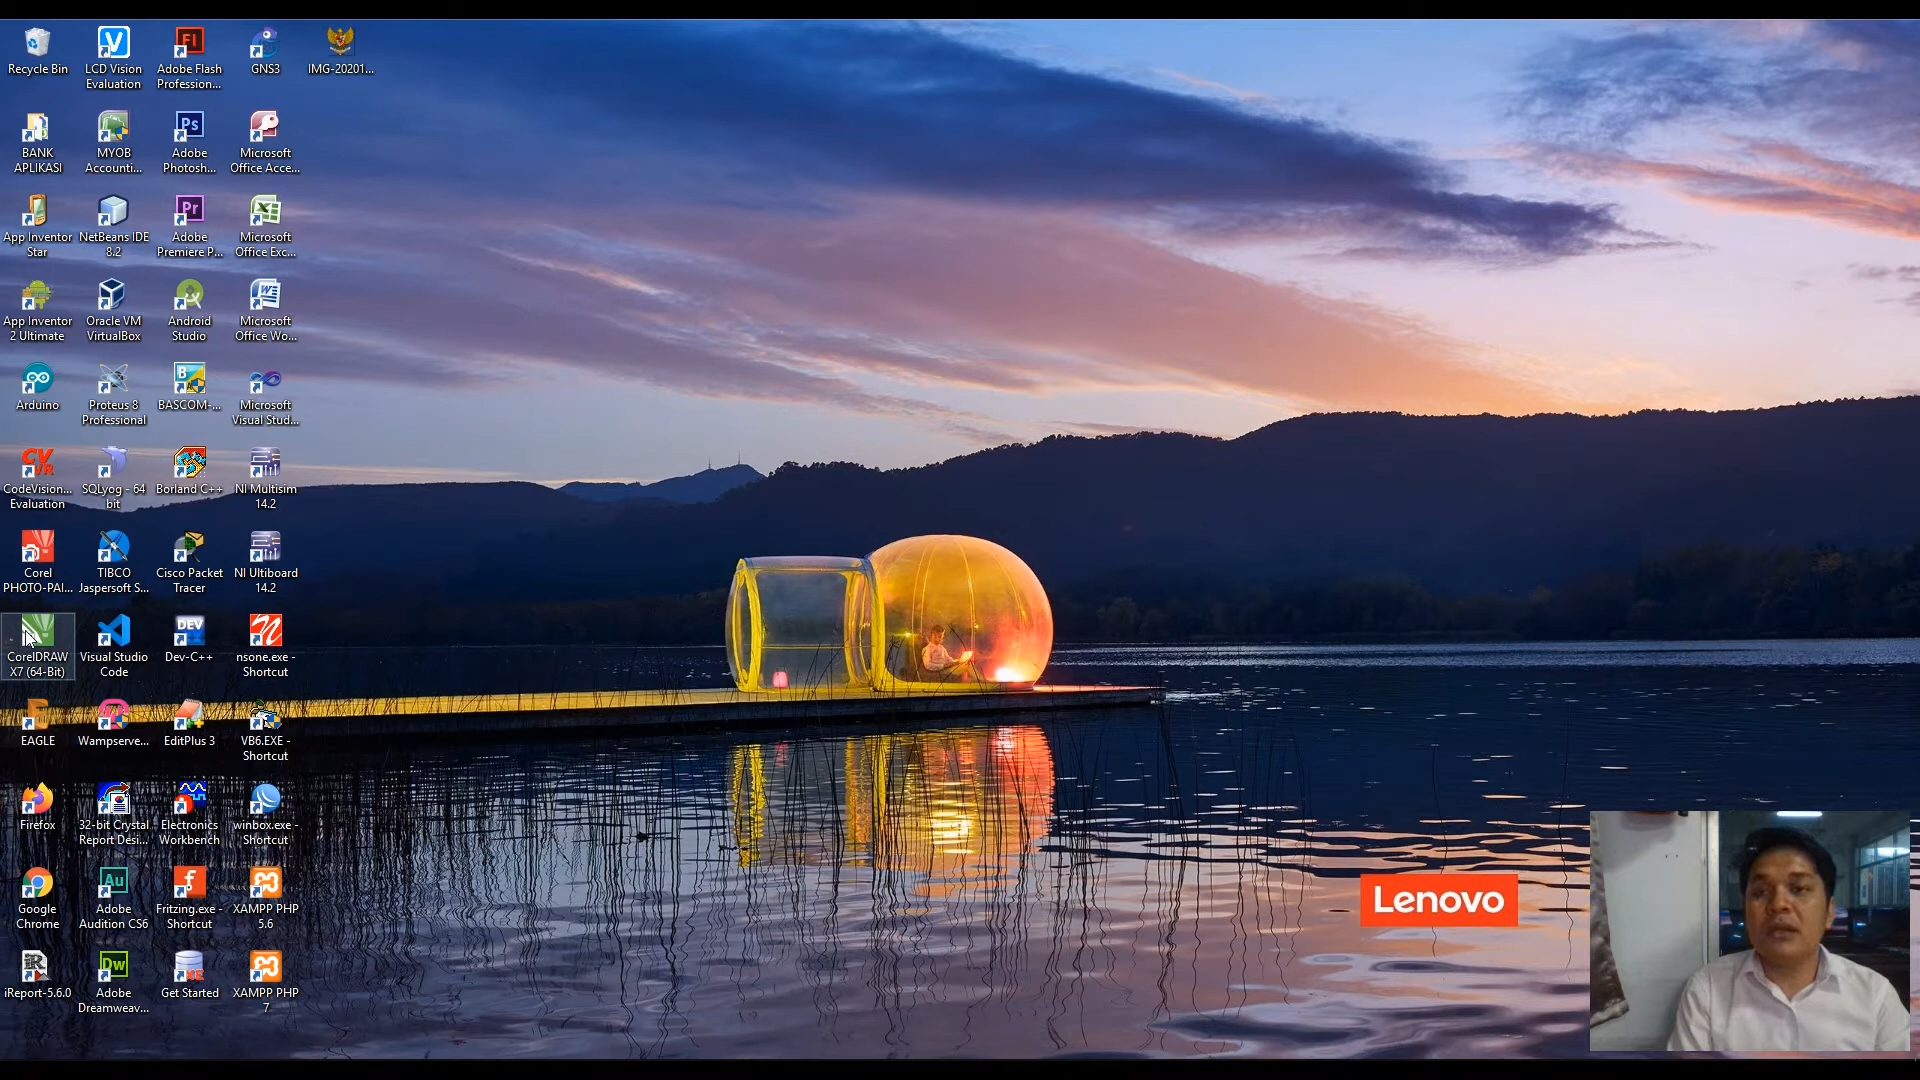 Recycle Bin
LCD Vision
Evaluation
Adobe Flash
Profession...
GNS3
IMG-20201...
BANK
APLIKASI
MYOB
Accounti...
Adobe
Photosh...
Microsoft
Office Acce...
App Inventor
Star
NetBeans IDE
8.2
Adobe
Premiere P...
Microsoft
Office Exc...
App Inventor
2 Ultimate
Oracle VM
VirtualBox
Android
Studio
Microsoft
Office Wo...
Arduino
Proteus 8
Professional
BASCOM-...
Microsoft
Visual Stud...
CodeVision...
Evaluation
SQLyog - 64
bit
Borland C++
NI Multisim
14.2
Corel
PHOTO-PAI...
TIBCO
Jaspersoft S...
Cisco Packet
Tracer
NI Ultiboard
14.2
CorelDRAW
X7 (64-Bit)
Visual Studio
Code
DEV
Dev-C++
nsone.exe -
Shortcut
EAGLE
Wampserve...
EditPlus 3
VB6.EXE -
Shortcut
Firefox
32-bit Crystal
Report Desi...
Electronics
Workbench
winbox.exe -
Shortcut
Google
Chrome
Au
Adobe
Audition CS6
Fritzing.exe -
Shortcut
XAMPP PHP
5.6
iReport-5.6.0
Dw
Adobe
Dreamweav...
Get Started
XAMPP PHP
7
Lenovo